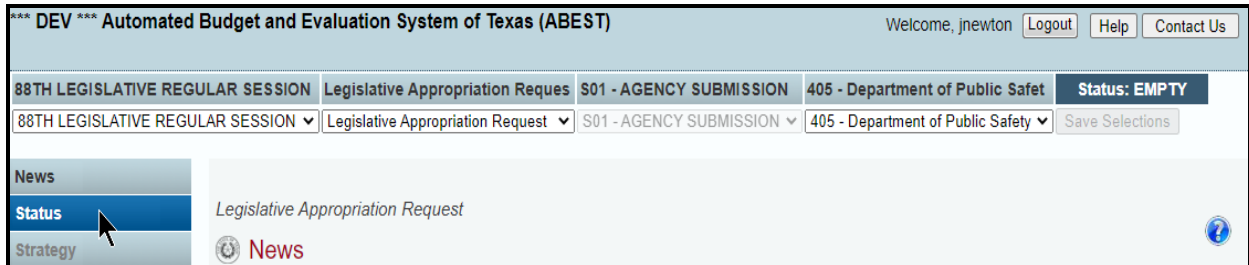 *** DEV *** Automated Budget and Evaluation System of Texas (ABEST)
Welcome, jnewton Logout Help Contact Us
88TH LEGISLATIVE REGULAR SESSION Legislative Appropriation Reques S01 - AGENCY SUBMISSION 405 - Department of Public Safet Status: EMPTY
88TH LEGISLATIVE REGULAR SESSION Legislative Appropriation Request S01 - AGENCY SUBMISSION 405 - Department of Public Safety Save Selections
News
Status
Strategy
Legislative Appropriation Request
News
?